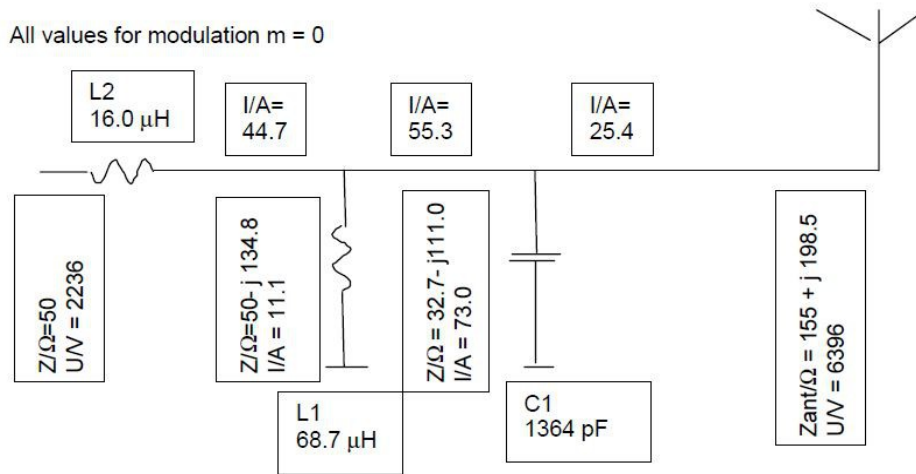 All values for modulation m = 0
L2
16.0 μH
I/A=
44.7
I/A=
55.3
I/A=
25.4
Z/Ω=50
U/V = 2236
Z/Ω=50- j 134.8
I/A = 11.1
Z/Ω = 32.7- j111.0
I/A = 73.0
Zant/Ω = 155 + j 198.5
U/V = 6396
L1
68.7 μH
C1
1364 pF